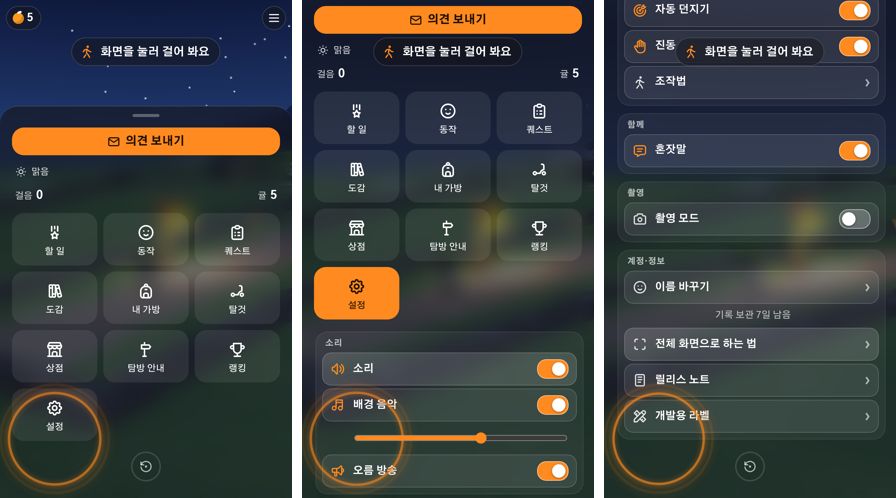 5
화면을 눌러 걸어 봐요
의견 보내기
맑음
걸음 0
귤 5
할 일
동작
퀘스트
도감
내 가방
탈것
상점
탐방 안내
랭킹
설정
의견 보내기
맑음
화면을 눌러 걸어 봐요
걸음 0
귤 5
할 일
동작
퀘스트
도감
내 가방
탈것
상점
탐방 안내
랭킹
설정
소리
소리
배경 음악
오름 방송
자동 던지기
진동
화면을 눌러 걸어 봐요
조작법
함께
혼잣말
촬영
촬영 모드
계정·정보
이름 바꾸기
기록 보관 7일 남음
전체 화면으로 하는 법
릴리스 노트
개발용 라벨